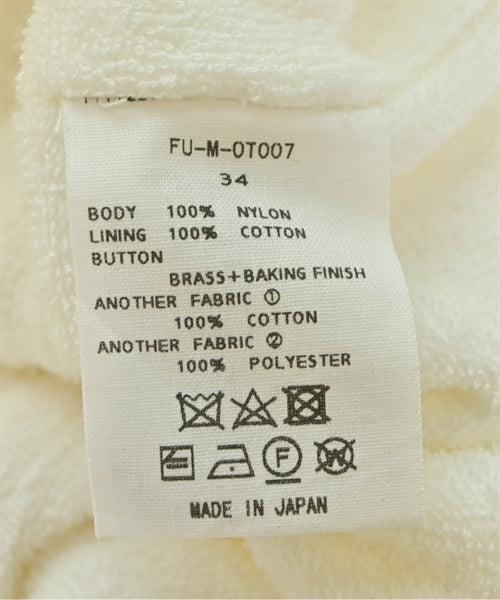 FU-M-OT007
34
BODY 100% NYLON
LINING 100% COTTON
BUTTON
BRASS+BAKING FINISH
ANOTHER FABRIC ①
100% COTTON
ANOTHER FABRIC ②
100% POLYESTER
F W
MADE IN JAPAN